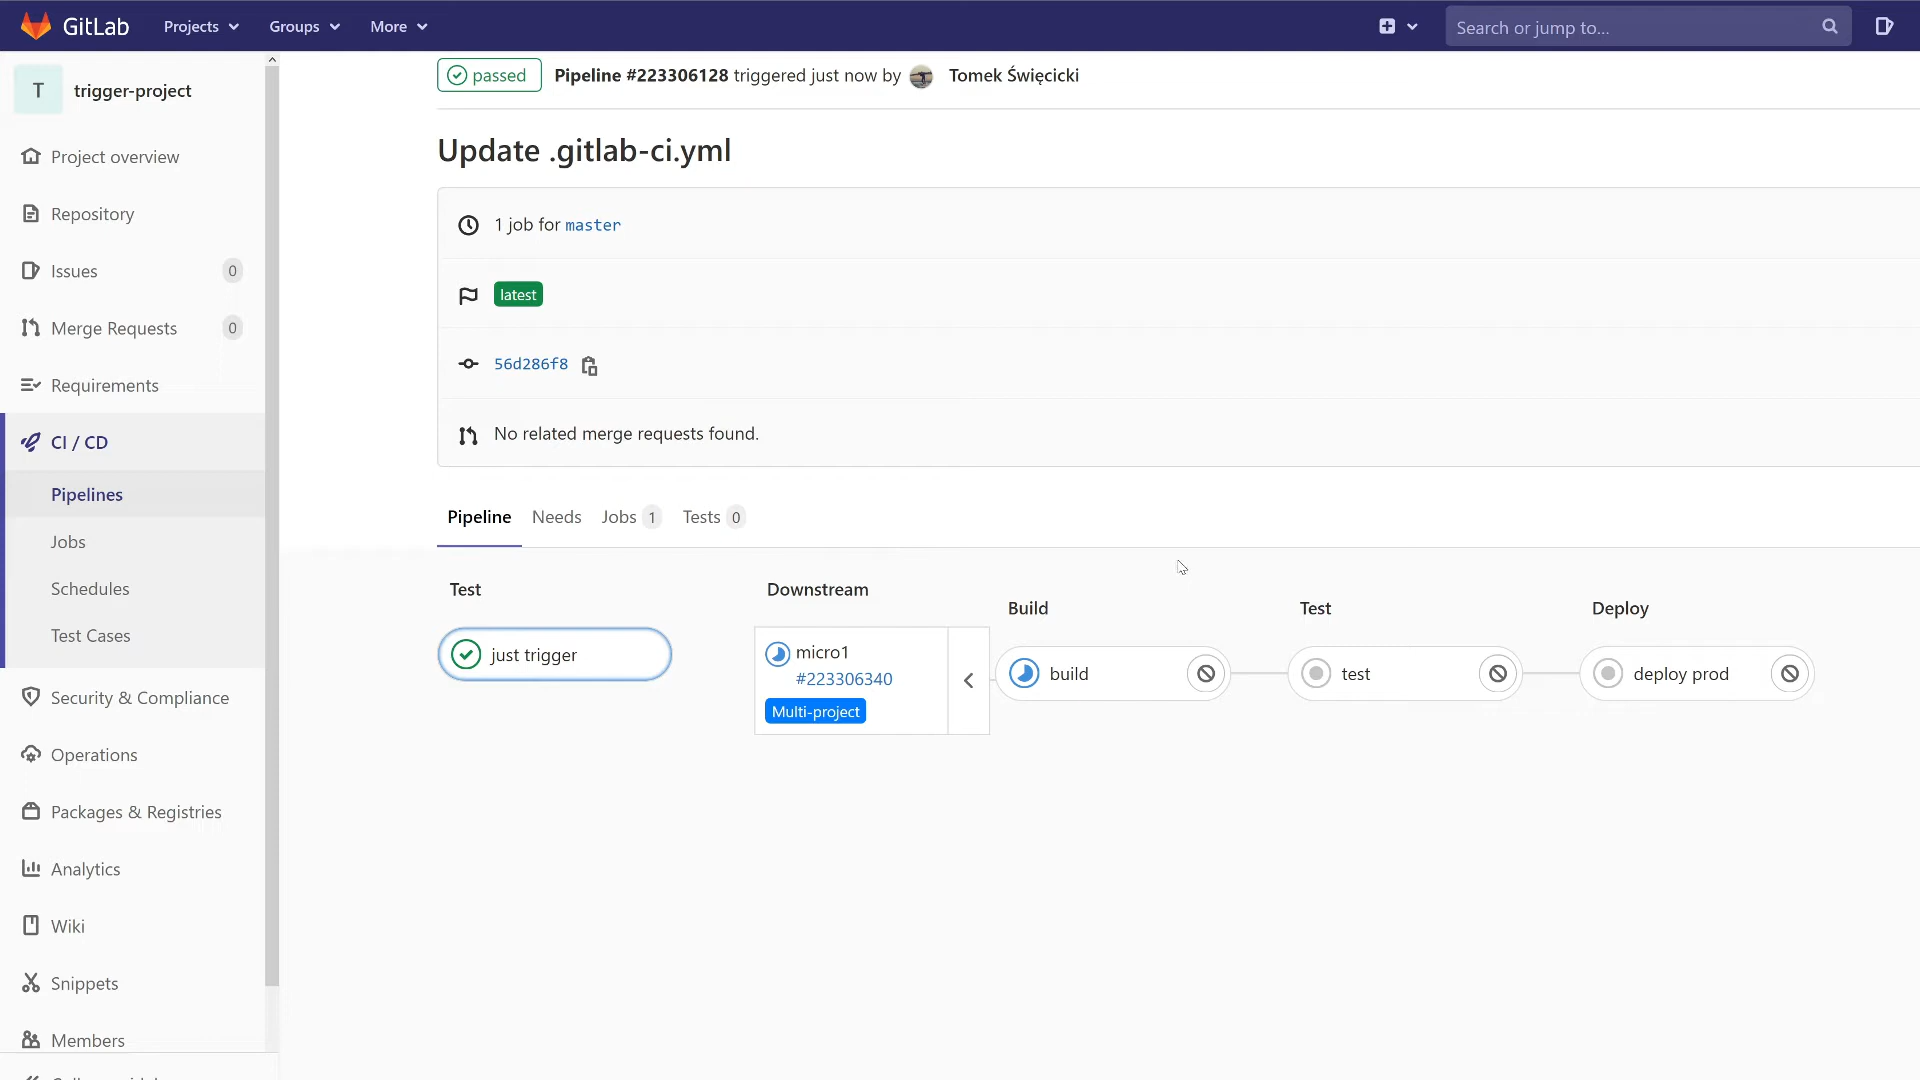 GitLab
Projects
Groups
More
Search or jump to...
T
trigger-project
Project overview
Repository
Issues
0
Merge Requests
0
Requirements
CI / CD
Pipelines
Jobs
Schedules
Test Cases
Security & Compliance
Operations
Packages & Registries
Analytics
Wiki
Snippets
Members
passed
Pipeline #223306128 triggered just now by Tomek Święcicki
Update .gitlab-ci.yml
1 job for master
latest
56d286f8
No related merge requests found.
Pipeline Needs Jobs 1 Tests 0
Test
Downstream
Build
Test
Deploy
just trigger
micro1
#223306340
Multi-project
build
test
deploy prod